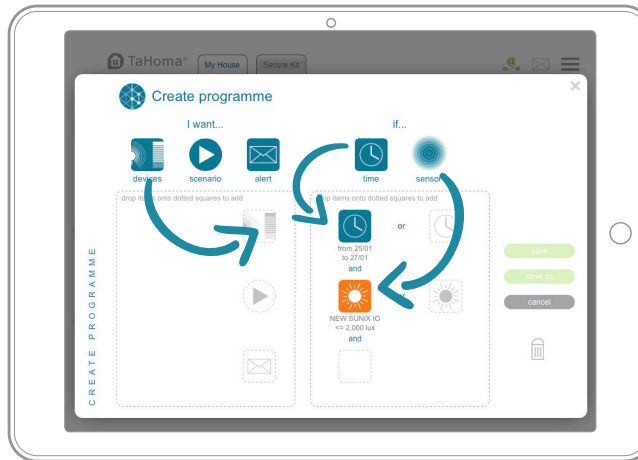 TaHoma®
My House
Secure Kit
@
Create programme
I want...
if...
devices
scenario
alert
time
sensor
drop items onto dotted squares to add
drop items onto dotted squares to add
or
from 25/01
to 27/01
and
or
NEW SUNIX IO
<= 2,000 lux
and
save
save as
cancel
CREATE PROGRAMME